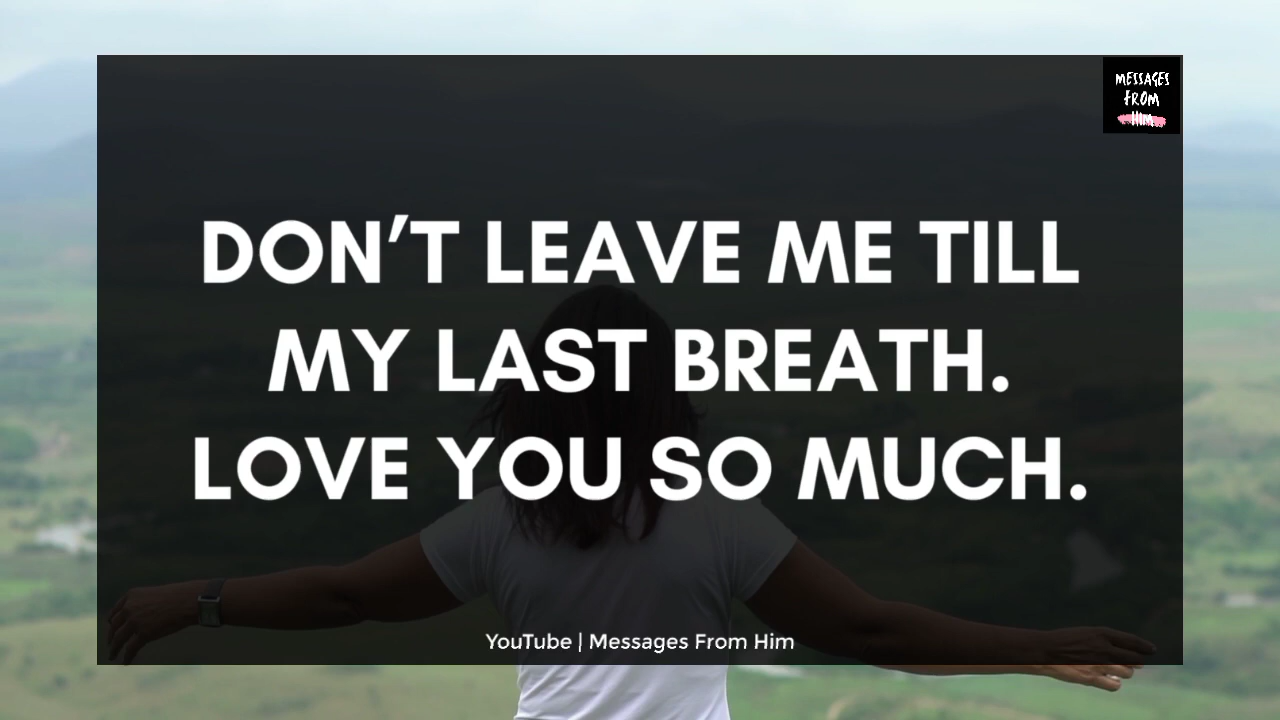 MESSAGES
FROM
HIM
DON'T LEAVE ME TILL
MY LAST BREATH.
LOVE YOU SO MUCH.
YouTube | Messages From Him